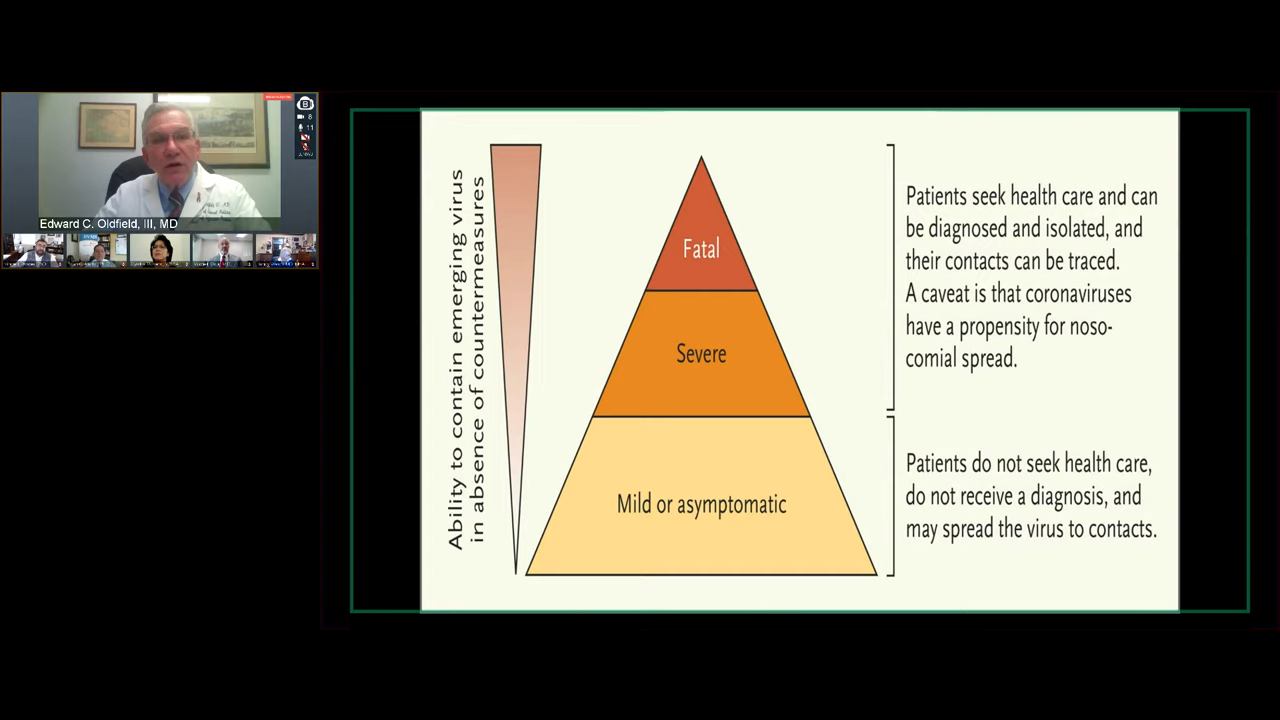 8
11
Edward C. Oldfield, III, MD
Ability to contain emerging virus
in absence of countermeasures
Fatal
Severe
Mild or asymptomatic
Patients seek health care and can
be diagnosed and isolated, and
their contacts can be traced.
A caveat is that coronaviruses
have a propensity for noso-
comial spread.
Patients do not seek health care,
do not receive a diagnosis, and
may spread the virus to contacts.